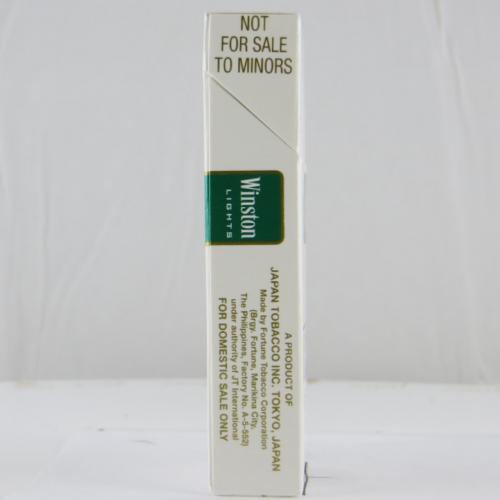 NOT
FOR SALE
TO MINORS
Winston
LIGHTS
A PRODUCT OF
JAPAN TOBACCO INC. TOKYO, JAPAN
Made by Fortune Tobacco Corporation
(Brgy. Fortune, Marikina City,
The Philippines, Factory No. A-5-552)
under authority of JT International
FOR DOMESTIC SALE ONLY